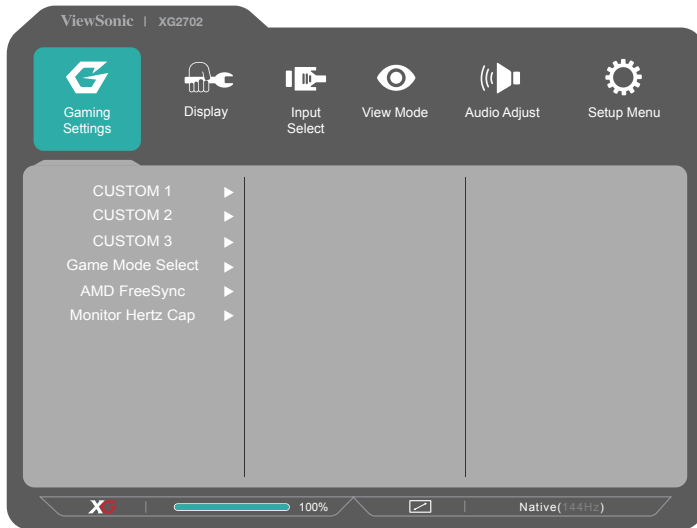 ViewSonic | XG2702
Gaming
Settings
Display
Input
Select
View Mode
Audio Adjust
Setup Menu
CUSTOM 1
CUSTOM 2
CUSTOM 3
Game Mode Select
AMD FreeSync
Monitor Hertz Cap
XG | 100% | Native(144Hz)